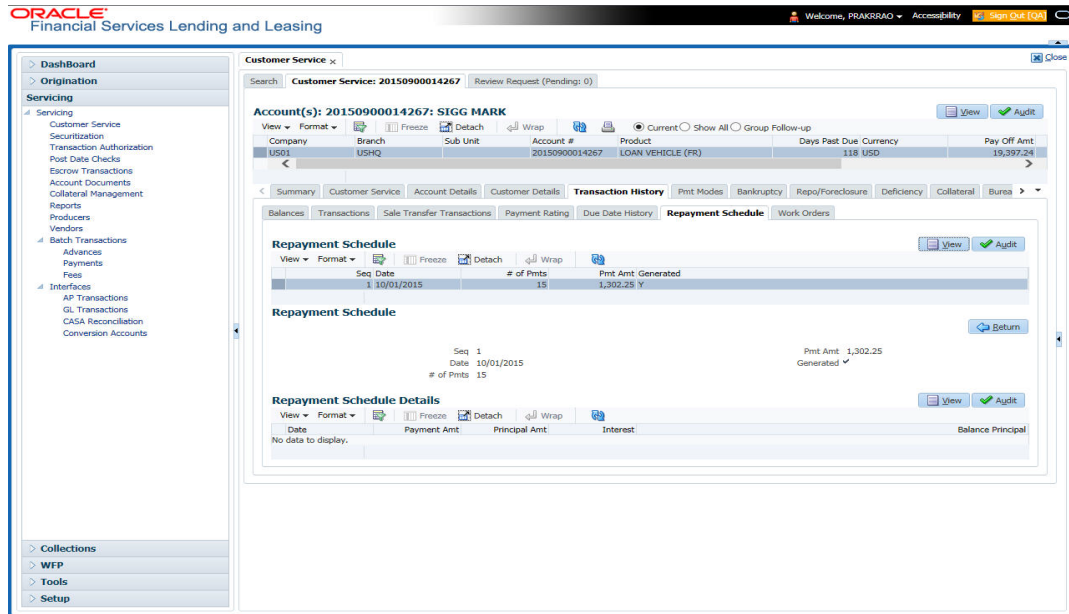 ORACLE®
Financial Services Lending and Leasing
Welcome, PRAKRRAO Accessibility Sign Out [QA]
Close
DashBoard
Origination
Servicing
Servicing
Customer Service
Securitization
Transaction Authorization
Post Date Checks
Escrow Transactions
Account Documents
Collateral Management
Reports
Producers
Vendors
Batch Transactions
Advances
Payments
Fees
Interfaces
AP Transactions
GL Transactions
CASA Reconciliation
Conversion Accounts
Collections
WFP
Tools
Setup
Customer Service
Search Customer Service: 20150900014267 Review Request (Pending: 0)
Account(s): 20150900014267: SIGG MARK
View Audit
View Format Freeze Detach Wrap Current Show All Group Follow-up
Company Branch Sub Unit Account # Product Days Past Due Currency Pay Off Amt
US01 USHQ 20150900014267 LOAN VEHICLE (FR) 118 USD 19,397.24
Summary Customer Service Account Details Customer Details Transaction History Pmt Modes Bankruptcy Repo/Foreclosure Deficiency Collateral Burea
Balances Transactions Sale Transfer Transactions Payment Rating Due Date History Repayment Schedule Work Orders
Repayment Schedule
View Audit
View Format Freeze Detach Wrap
Seq Date # of Pmts Pmt Amt Generated
1 10/01/2015 15 1,302.25 Y
Repayment Schedule
Return
Seq 1 Pmt Amt 1,302.25
Date 10/01/2015 Generated
# of Pmts 15
Repayment Schedule Details
View Audit
View Format Freeze Detach Wrap
Date Payment Amt Principal Amt Interest Balance Principal
No data to display.